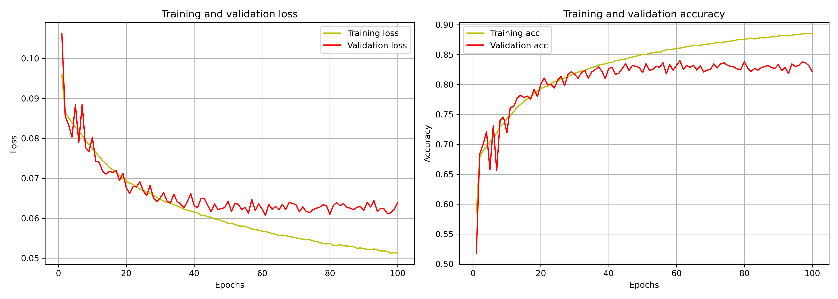 Training and validation loss
Training loss
Validation loss
0.10
0.09
0.08
0.07
0.06
0.05
Loss
0
20
40
60
80
100
Epochs
Training and validation accuracy
Training acc
Validation acc
0.90
0.85
0.80
0.75
0.70
0.65
0.60
0.55
0.50
Accuracy
0
20
40
60
80
100
Epochs